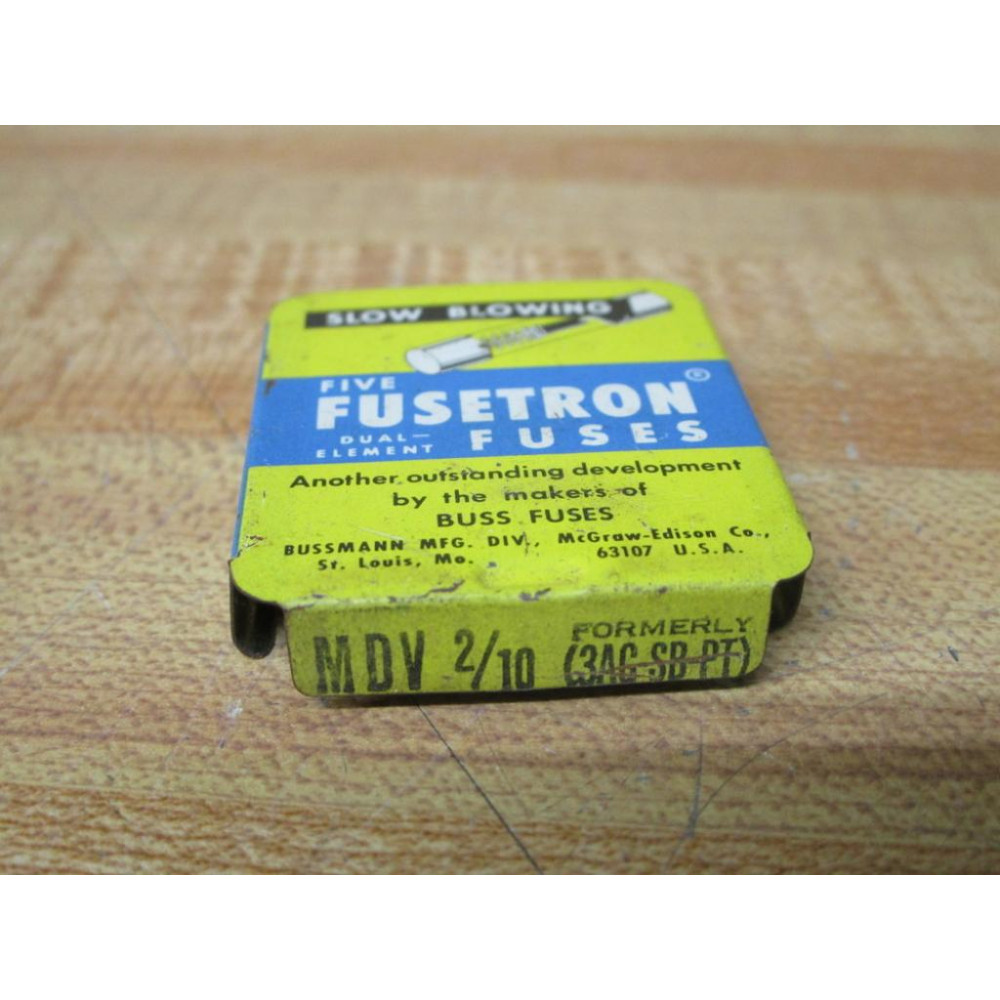 SLOW BLOWING
FIVE
FUSETRON®
DUAL-
ELEMENT
FUSES
Another outstanding development
by the makers of
BUSS FUSES
BUSSMANN MFG. DIV., McGraw-Edison Co.,
St. Louis, Mo. 63107 U.S.A.
MDV 2/10
FORMERLY
(3AG SB PT)